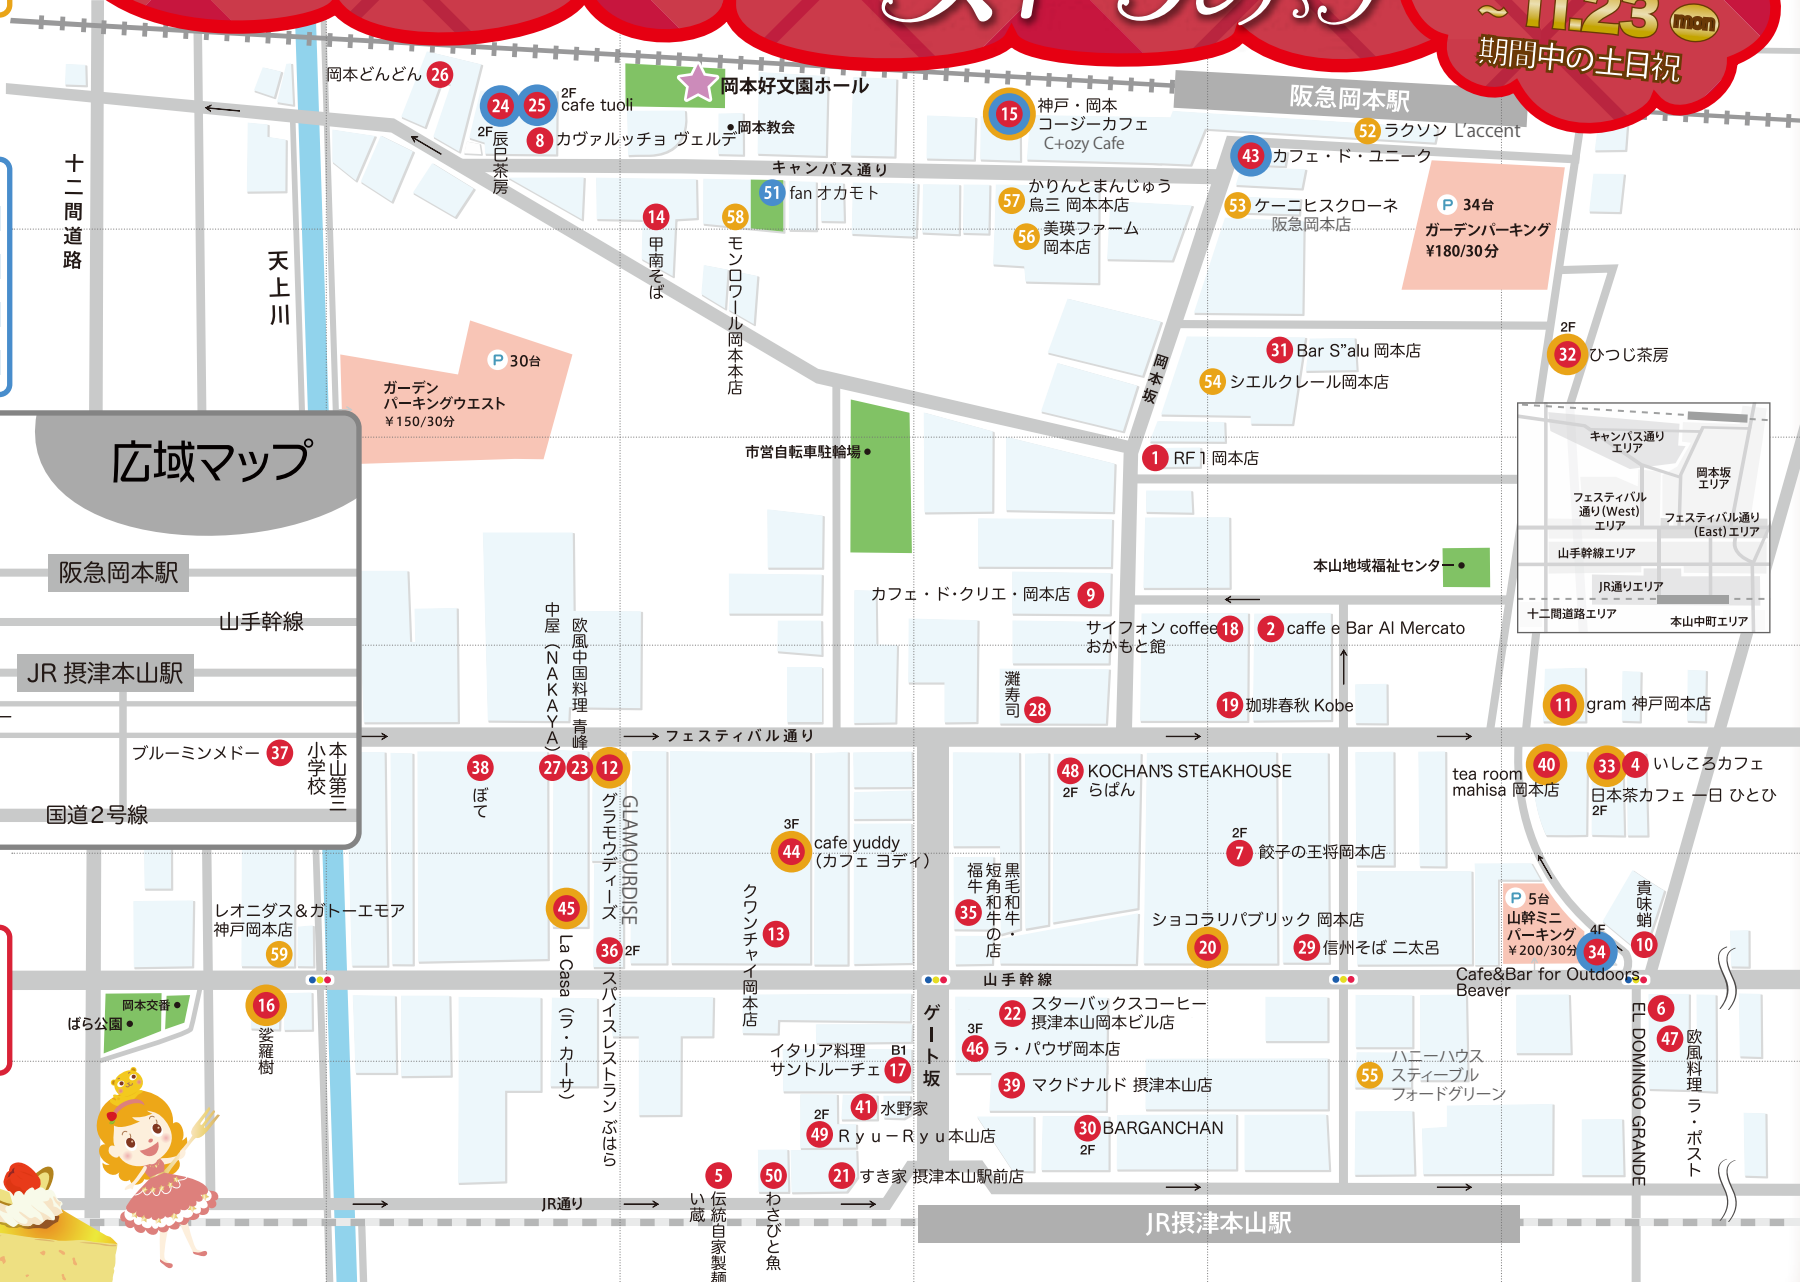 ~ 11.23 mon
期間中の土日祝
岡本どんどん 26
24 25 2F cafe tuoli
2F 辰巳茶房
8 カヴァルッチョ ヴェルデ
岡本好文園ホール
岡本教会
15 神戸・岡本
コージーカフェ
C+ozy Cafe
阪急岡本駅
52 ラクソン L'accent
43 カフェ・ド・ユニーク
キャンパス通り
51 fan オカモト
14 甲南そば
58 モンロワール岡本本店
57 かりんとまんじゅう
烏三 岡本本店
56 美瑛ファーム
岡本店
53 ケーニヒスクローネ
阪急岡本店
P 34台
ガーデンパーキング
¥180/30分
十二間道路
天上川
P 30台
ガーデン
パーキングウエスト
¥150/30分
岡本坂
31 Bar S”alu 岡本店
54 シエルクレール岡本店
2F
32 ひつじ茶房
広域マップ
阪急岡本駅
山手幹線
JR 摂津本山駅
ブルーミンメドー 37
本山第三
小学校
国道2号線
市営自転車駐輪場
1 RF1 岡本店
キャンパス通り
エリア
岡本坂
エリア
フェスティバル
通り(West)
エリア
フェスティバル通り
(East)エリア
山手幹線エリア
JR通りエリア
十二間道路エリア
本山中町エリア
本山地域福祉センター
カフェ・ド・クリエ・岡本店 9
サイフォン coffee 18
おかもと館
2 caffe e Bar Al Mercato
灘寿司 28
19 珈琲春秋 Kobe
中屋(NAKAYA)
欧風中国料理 青峰
11 gram 神戸岡本店
フェスティバル通り
38 ぼて
27 23 12
グラモウディーズ
GLAMOURDISE
48 KOCHAN'S STEAKHOUSE
2F らぱん
tea room 40
mahisa 岡本店
33 4 いしころカフェ
日本茶カフェ 一日 ひとひ
2F
3F
44 cafe yuddy
(カフェ ヨディ)
2F
7 餃子の王将岡本店
クワンチャイ岡本店 13
黒毛和牛・
短角和牛の店
福牛
35
ショコラリパブリック 岡本店
20
29 信州そば 二太呂
P 5台
山幹ミニ
パーキング
¥200/30分
4F
34
Cafe&Bar for Outdoors
Beaver
貴味蛸
10
レオニダス&ガトーエモア
神戸岡本店
59
45 La Casa (ラ・カーサ)
36 2F
スパイスレストラン ぶはら
山手幹線
岡本交番
ばら公園
16 娑羅樹
ゲート坂
22 スターバックスコーヒー
摂津本山岡本ビル店
3F
46 ラ・パウザ岡本店
39 マクドナルド 摂津本山店
30 BARGANCHAN
2F
55 ハニーハウス
スティーブル
フォードグリーン
6
EL DOMINGO GRANDE
47 欧風料理 ラ・ポスト
イタリア料理 B1
サントルーチェ 17
41 水野家
2F
49 Ryu-Ryu本山店
5 伝統自家製麺
い蔵
50 わさびと魚
21 すき家 摂津本山駅前店
JR通り
JR摂津本山駅